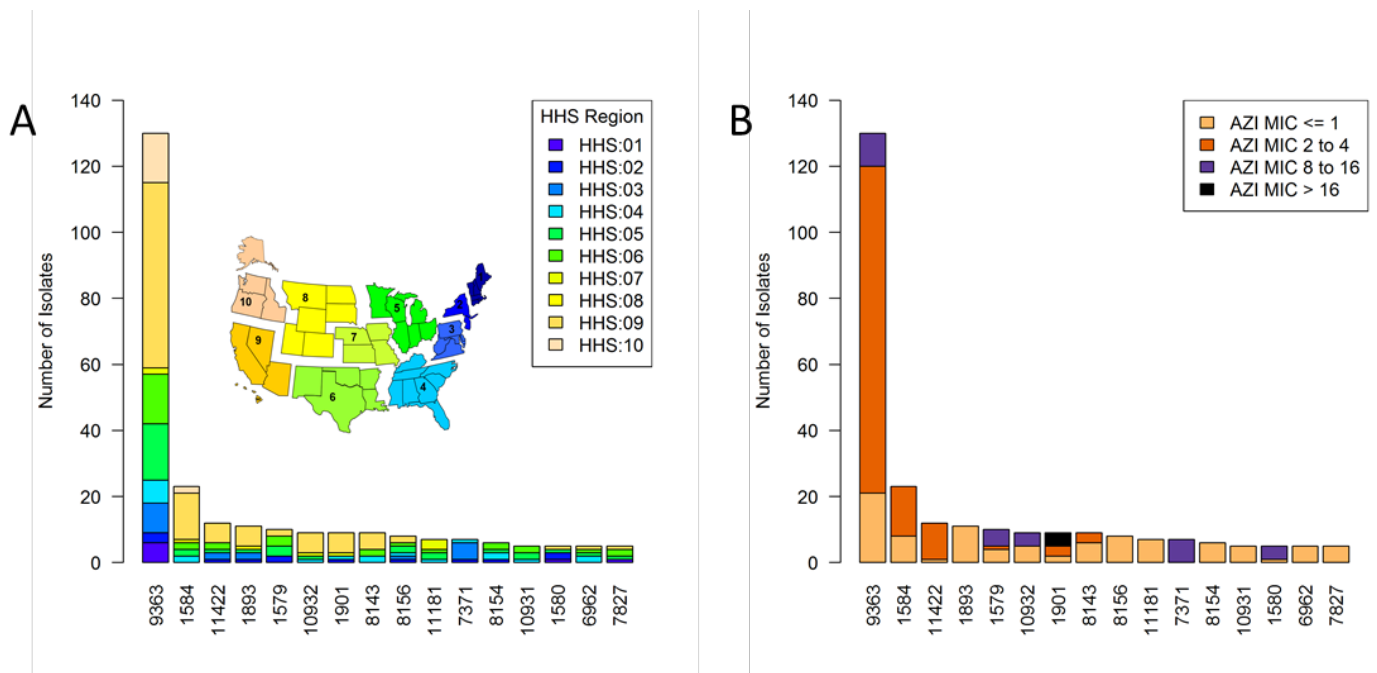 A
140
120
100
80
60
40
20
0
Number of Isolates
HHS Region
HHS:01
HHS:02
HHS:03
HHS:04
HHS:05
HHS:06
HHS:07
HHS:08
HHS:09
HHS:10
10
8
9
7
6
5
3
4
9363
1584
11422
1893
1579
10932
1901
8143
8156
11181
7371
8154
10931
1580
6962
7827
B
140
120
100
80
60
40
20
0
Number of Isolates
AZI MIC <= 1
AZI MIC 2 to 4
AZI MIC 8 to 16
AZI MIC > 16
9363
1584
11422
1893
1579
10932
1901
8143
8156
11181
7371
8154
10931
1580
6962
7827